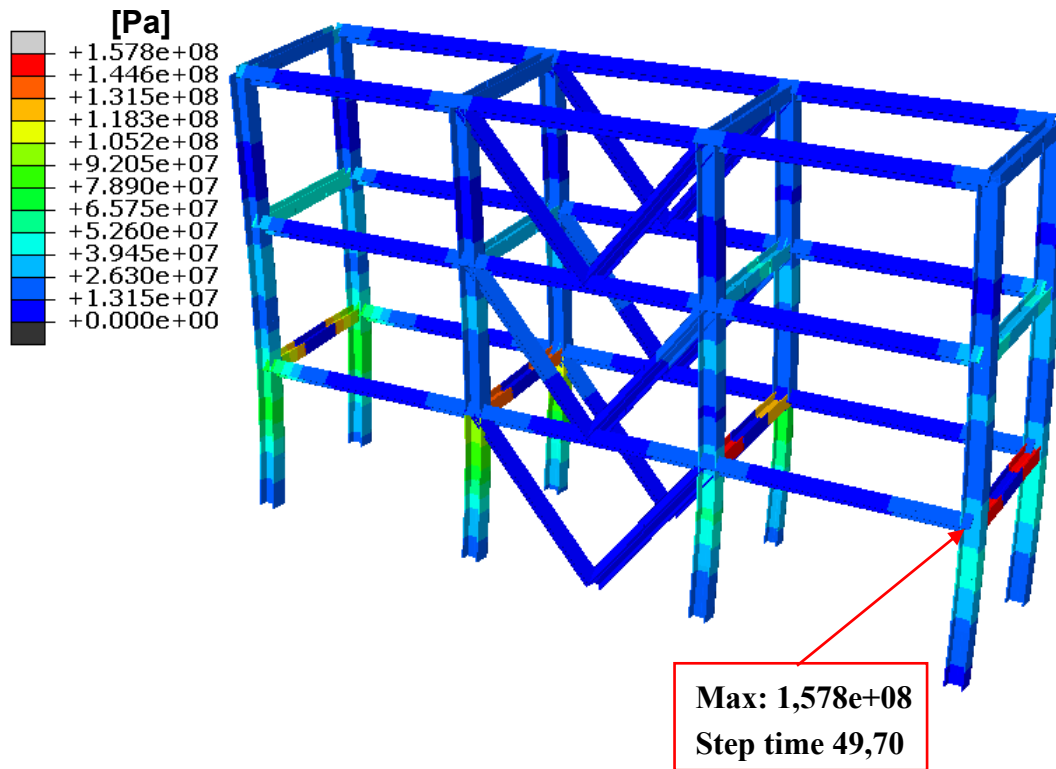 [Pa]
+1.578e+08
+1.446e+08
+1.315e+08
+1.183e+08
+1.052e+08
+9.205e+07
+7.890e+07
+6.575e+07
+5.260e+07
+3.945e+07
+2.630e+07
+1.315e+07
+0.000e+00
Max: 1,578e+08
Step time 49,70